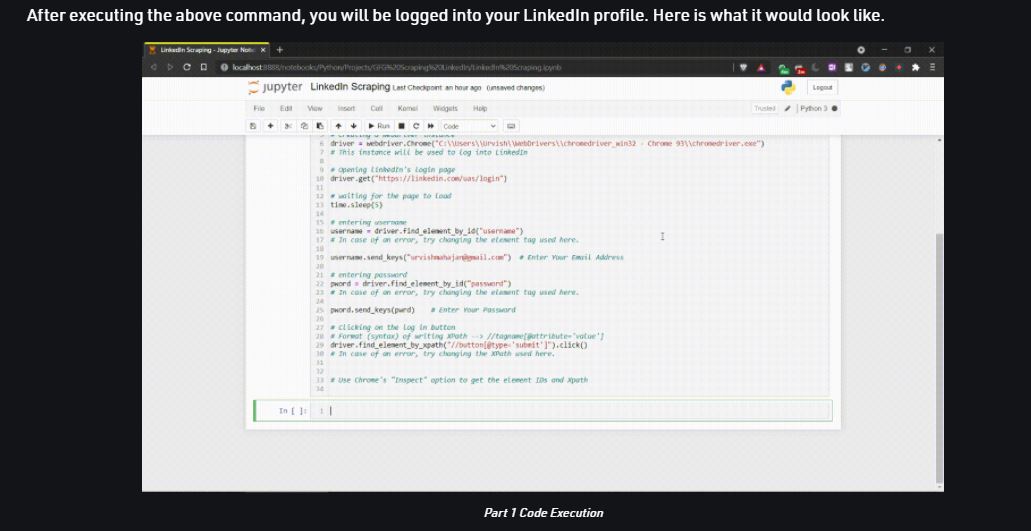 After executing the above command, you will be logged into your LinkedIn profile. Here is what it would look like.
LinkedIn Scraping - Jupyter Note
localhost:8888/notebooks/Python/Projects/GFG%20Scraping%20LinkedIn/LinkedIn%20Scraping.ipynb
jupyter LinkedIn Scraping Last Checkpoint: an hour ago (unsaved changes)
Logout
File Edit View Insert Cell Kernel Widgets Help
Trusted Python 3
Run Code
6 driver = webdriver.Chrome("C:\\Users\\Urvish\\WebDrivers\\chromedriver_win32 - Chrome 93\\chromedriver.exe")
7 # This instance will be used to log into LinkedIn
8
9 # Opening linkedIn's login page
10 driver.get("https://linkedin.com/uas/login")
11
12 # waiting for the page to load
13 time.sleep(5)
14
15 # entering username
16 username = driver.find_element_by_id("username")
17 # In case of an error, try changing the element tag used here.
18
19 username.send_keys("urvishmahajan@gmail.com") # Enter Your Email Address
20
21 # entering password
22 pword = driver.find_element_by_id("password")
23 # In case of an error, try changing the element tag used here.
24
25 pword.send_keys(pwrd) # Enter Your Password
26
27 # Clicking on the log in button
28 # Format (syntax) of writing XPath --> //tagname[@attribute='value']
29 driver.find_element_by_xpath("//button[@type='submit']").click()
30 # In case of an error, try changing the XPath used here.
31
32
33 # Use Chrome's "Inspect" option to get the element IDs and Xpath
34
In [ ]: 1
Part 1 Code Execution